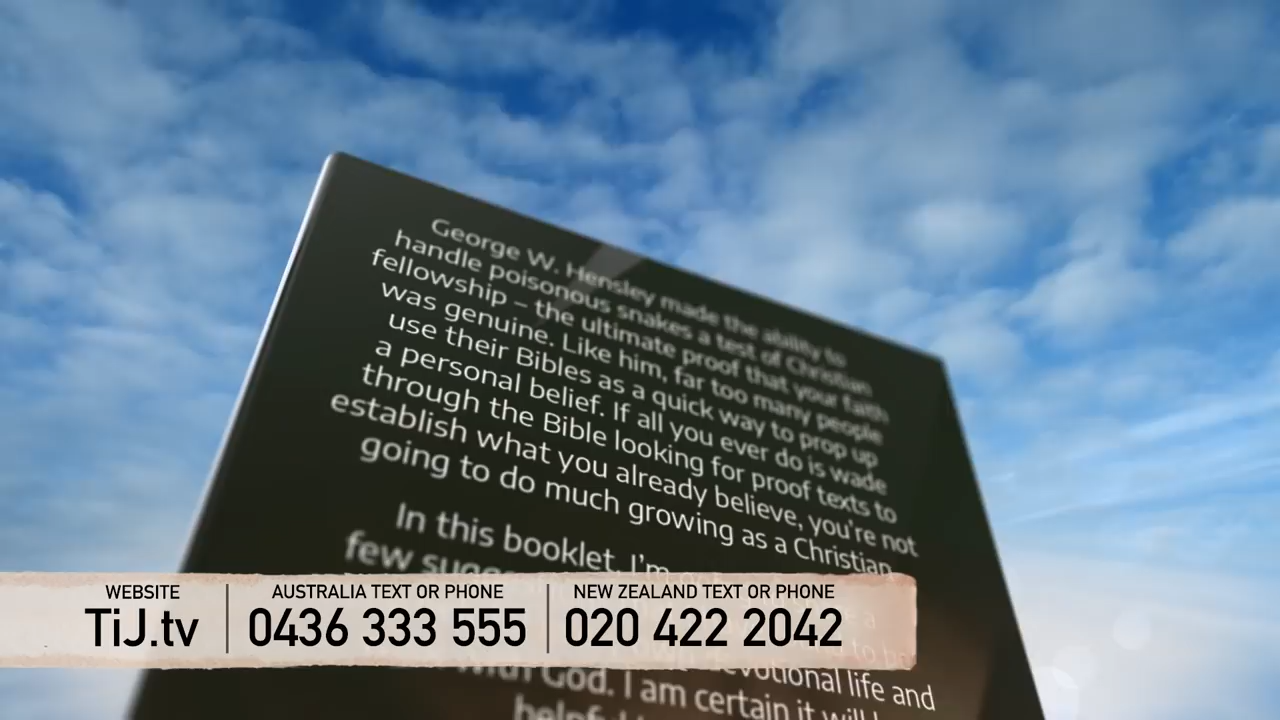 George W. Hensley made the ability to
handle poisonous snakes a test of Christian
fellowship – the ultimate proof that your faith
was genuine. Like him, far too many people
use their Bibles as a quick way to prop up
a personal belief. If all you ever do is wade
through the Bible looking for proof texts to
establish what you already believe, you're not
going to do much growing as a Christian.
In this booklet, I'm
few
WEBSITE
TiJ.tv
AUSTRALIA TEXT OR PHONE
0436 333 555
NEW ZEALAND TEXT OR PHONE
020 422 2042
devotional life and
with God. I am certain it will